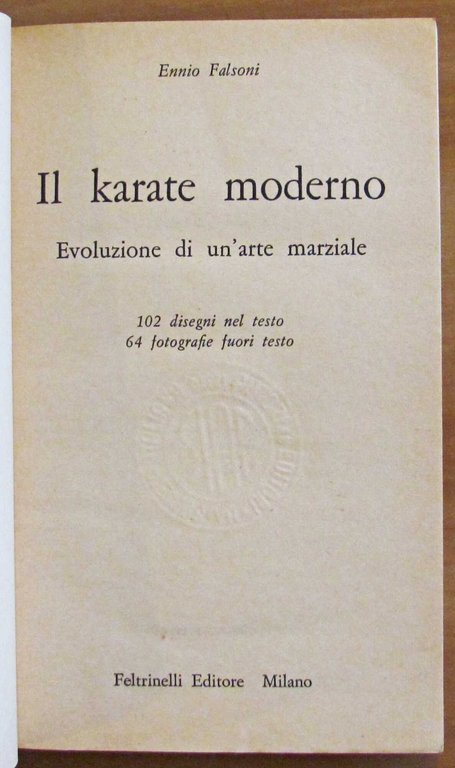 Ennio Falsoni
Il karate moderno
Evoluzione di un'arte marziale
102 disegni nel testo
64 fotografie fuori testo
Feltrinelli Editore Milano